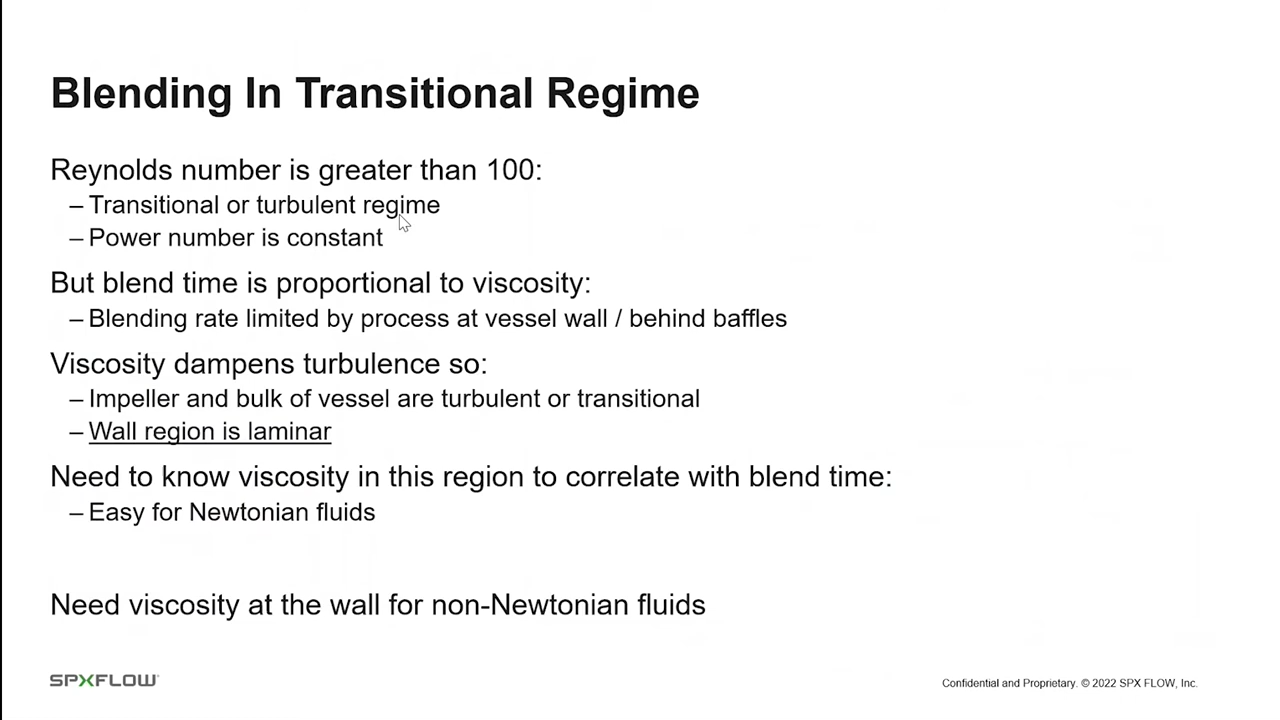 Blending In Transitional Regime
Reynolds number is greater than 100:
– Transitional or turbulent regime
– Power number is constant
But blend time is proportional to viscosity:
– Blending rate limited by process at vessel wall / behind baffles
Viscosity dampens turbulence so:
– Impeller and bulk of vessel are turbulent or transitional
– Wall region is laminar
Need to know viscosity in this region to correlate with blend time:
– Easy for Newtonian fluids
Need viscosity at the wall for non-Newtonian fluids
SPXFLOW
Confidential and Proprietary. © 2022 SPX FLOW, Inc.